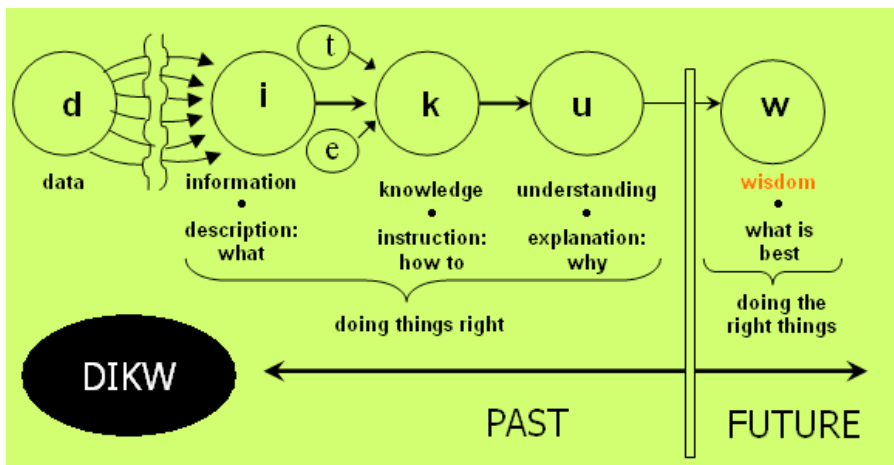 t
d
i
k
u
w
e
data
information
knowledge
understanding
wisdom
description:
what
instruction:
how to
explanation:
why
what is
best
doing things right
doing the
right things
DIKW
PAST
FUTURE